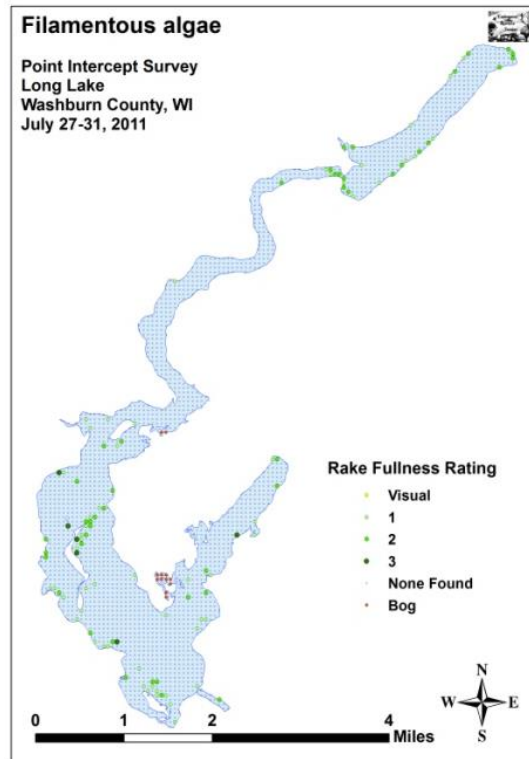 Filamentous algae
Point Intercept Survey
Long Lake
Washburn County, WI
July 27-31, 2011
Rake Fullness Rating
Visual
1
2
3
None Found
Bog
N
W E
S
0 1 2 4
Miles